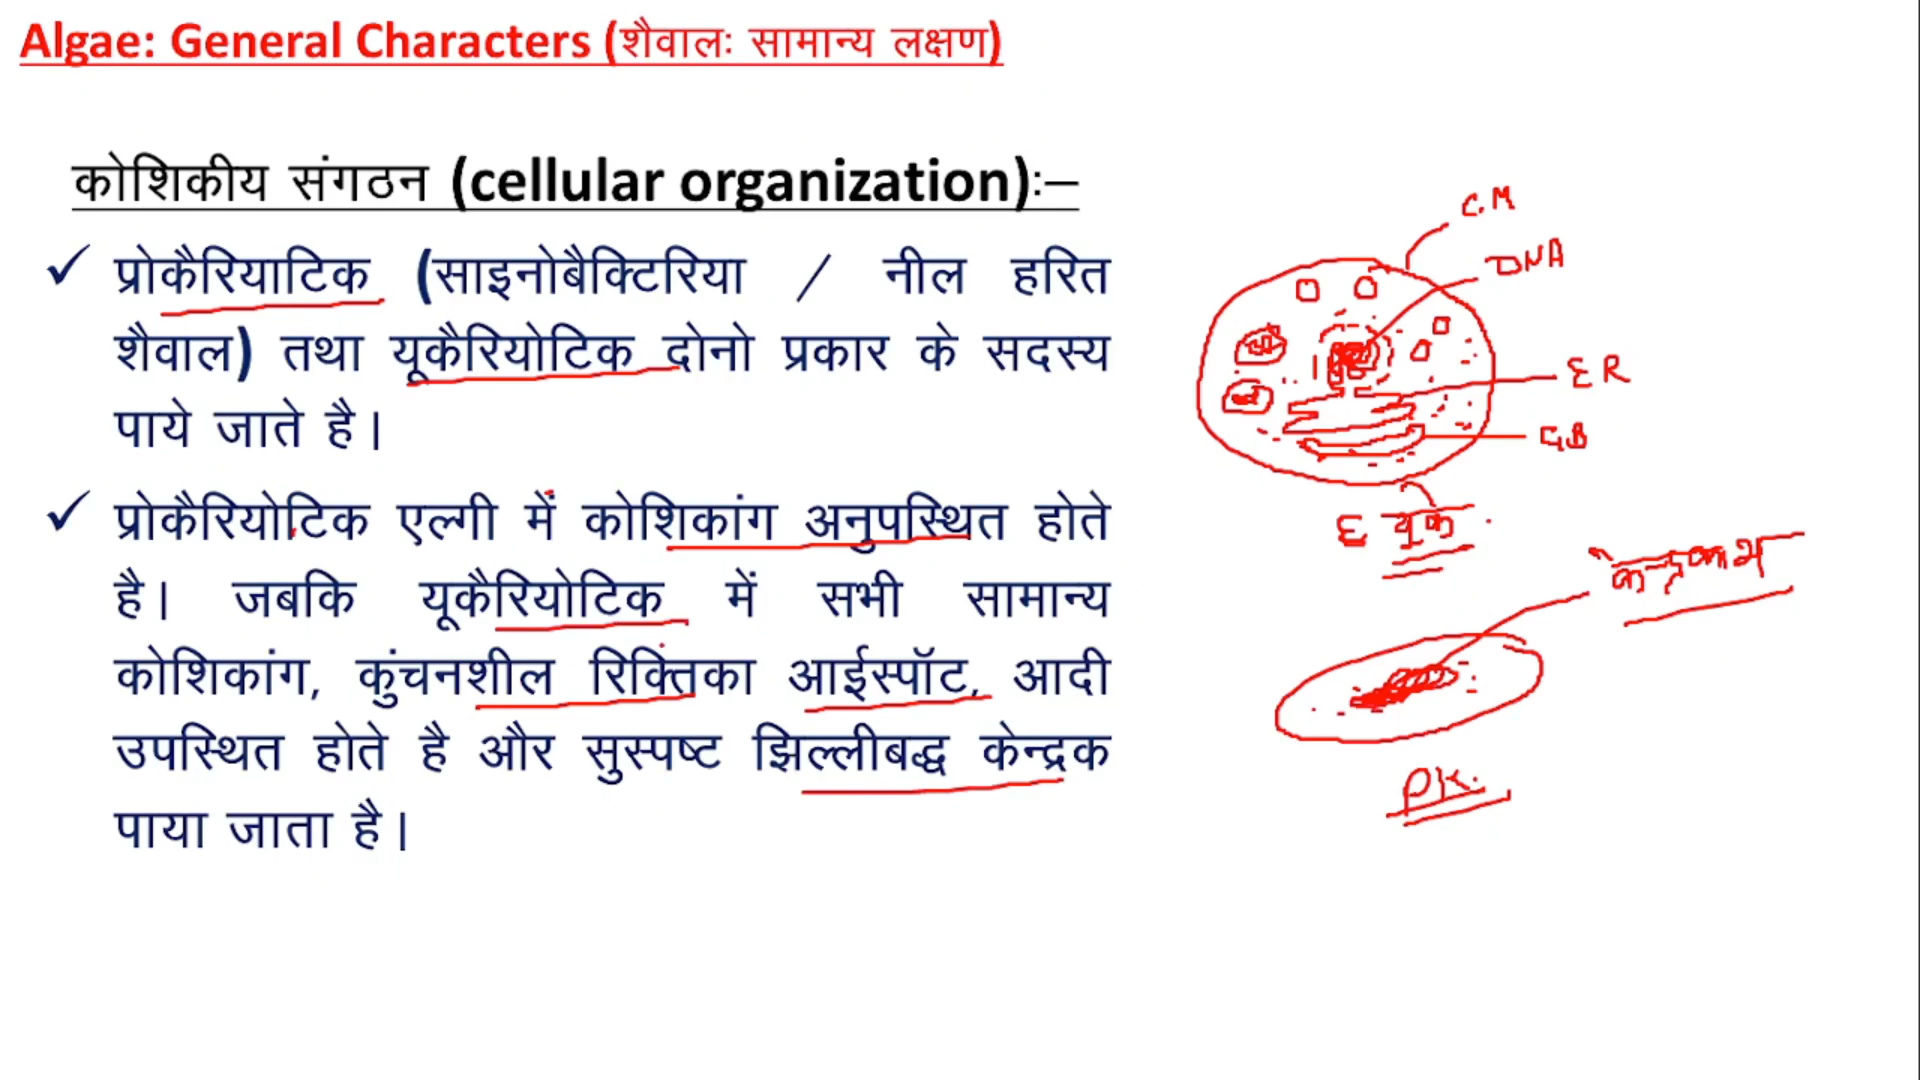 Algae: General Characters (शैवालः सामान्य लक्षण)
कोशिकीय संगठन (cellular organization):–
✓ प्रोकैरियाटिक (साइनोबैक्टिरिया / नील हरित
शैवाल) तथा यूकैरियोटिक दोनो प्रकार के सदस्य
पाये जाते है।
✓ प्रोकैरियोटिक एल्गी में कोशिकांग अनुपस्थित होते
है। जबकि यूकैरियोटिक में सभी सामान्य
कोशिकांग, कुंचनशील रिक्तिका आईस्पॉट, आदी
उपस्थित होते है और सुस्पष्ट झिल्लीबद्ध केन्द्रक
पाया जाता है।
C.M
DNA
ER
GB
PK.